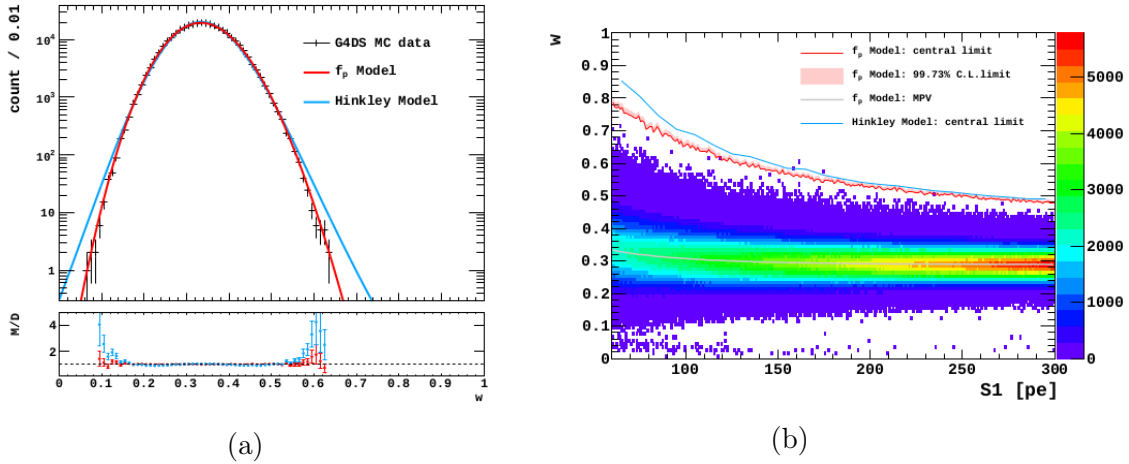 count / 0.01
10⁴
10³
10²
10
1
G4DS MC data
fₚ Model
Hinkley Model
M/D
4
2
0 0.1 0.2 0.3 0.4 0.5 0.6 0.7 0.8 0.9 1
w
(a)
w
1
0.9
0.8
0.7
0.6
0.5
0.4
0.3
0.2
0.1
0
fₚ Model: central limit
fₚ Model: 99.73% C.L.limit
fₚ Model: MPV
Hinkley Model: central limit
100 150 200 250 300
S1 [pe]
5000
4000
3000
2000
1000
0
(b)